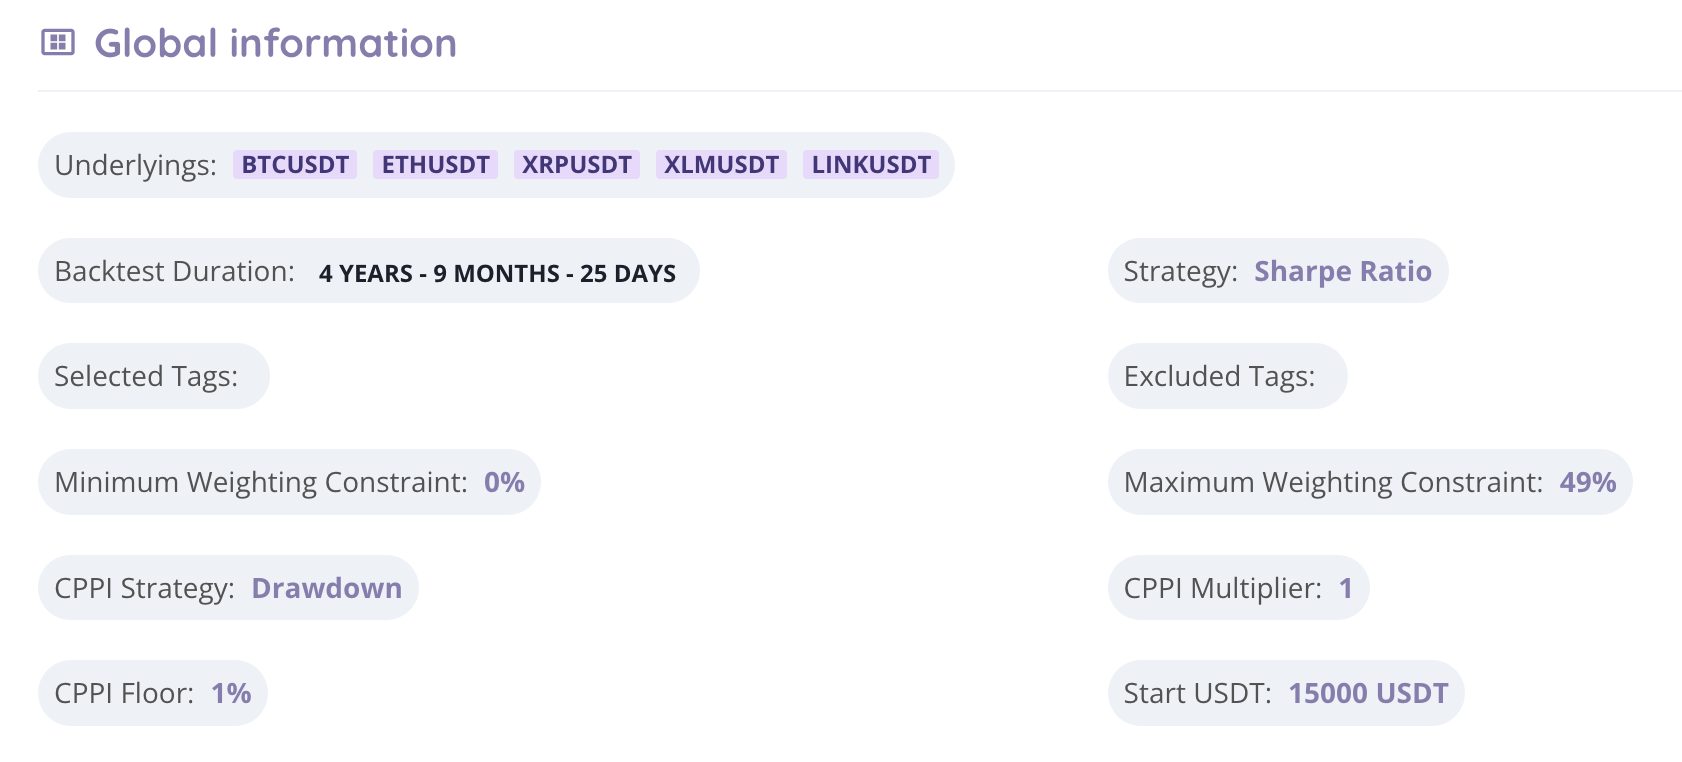 Global information
Underlyings: BTCUSDT ETHUSDT XRPUSDT XLMUSDT LINKUSDT
Backtest Duration: 4 YEARS - 9 MONTHS - 25 DAYS
Strategy: Sharpe Ratio
Selected Tags:
Excluded Tags:
Minimum Weighting Constraint: 0%
Maximum Weighting Constraint: 49%
CPPI Strategy: Drawdown
CPPI Multiplier: 1
CPPI Floor: 1%
Start USDT: 15000 USDT